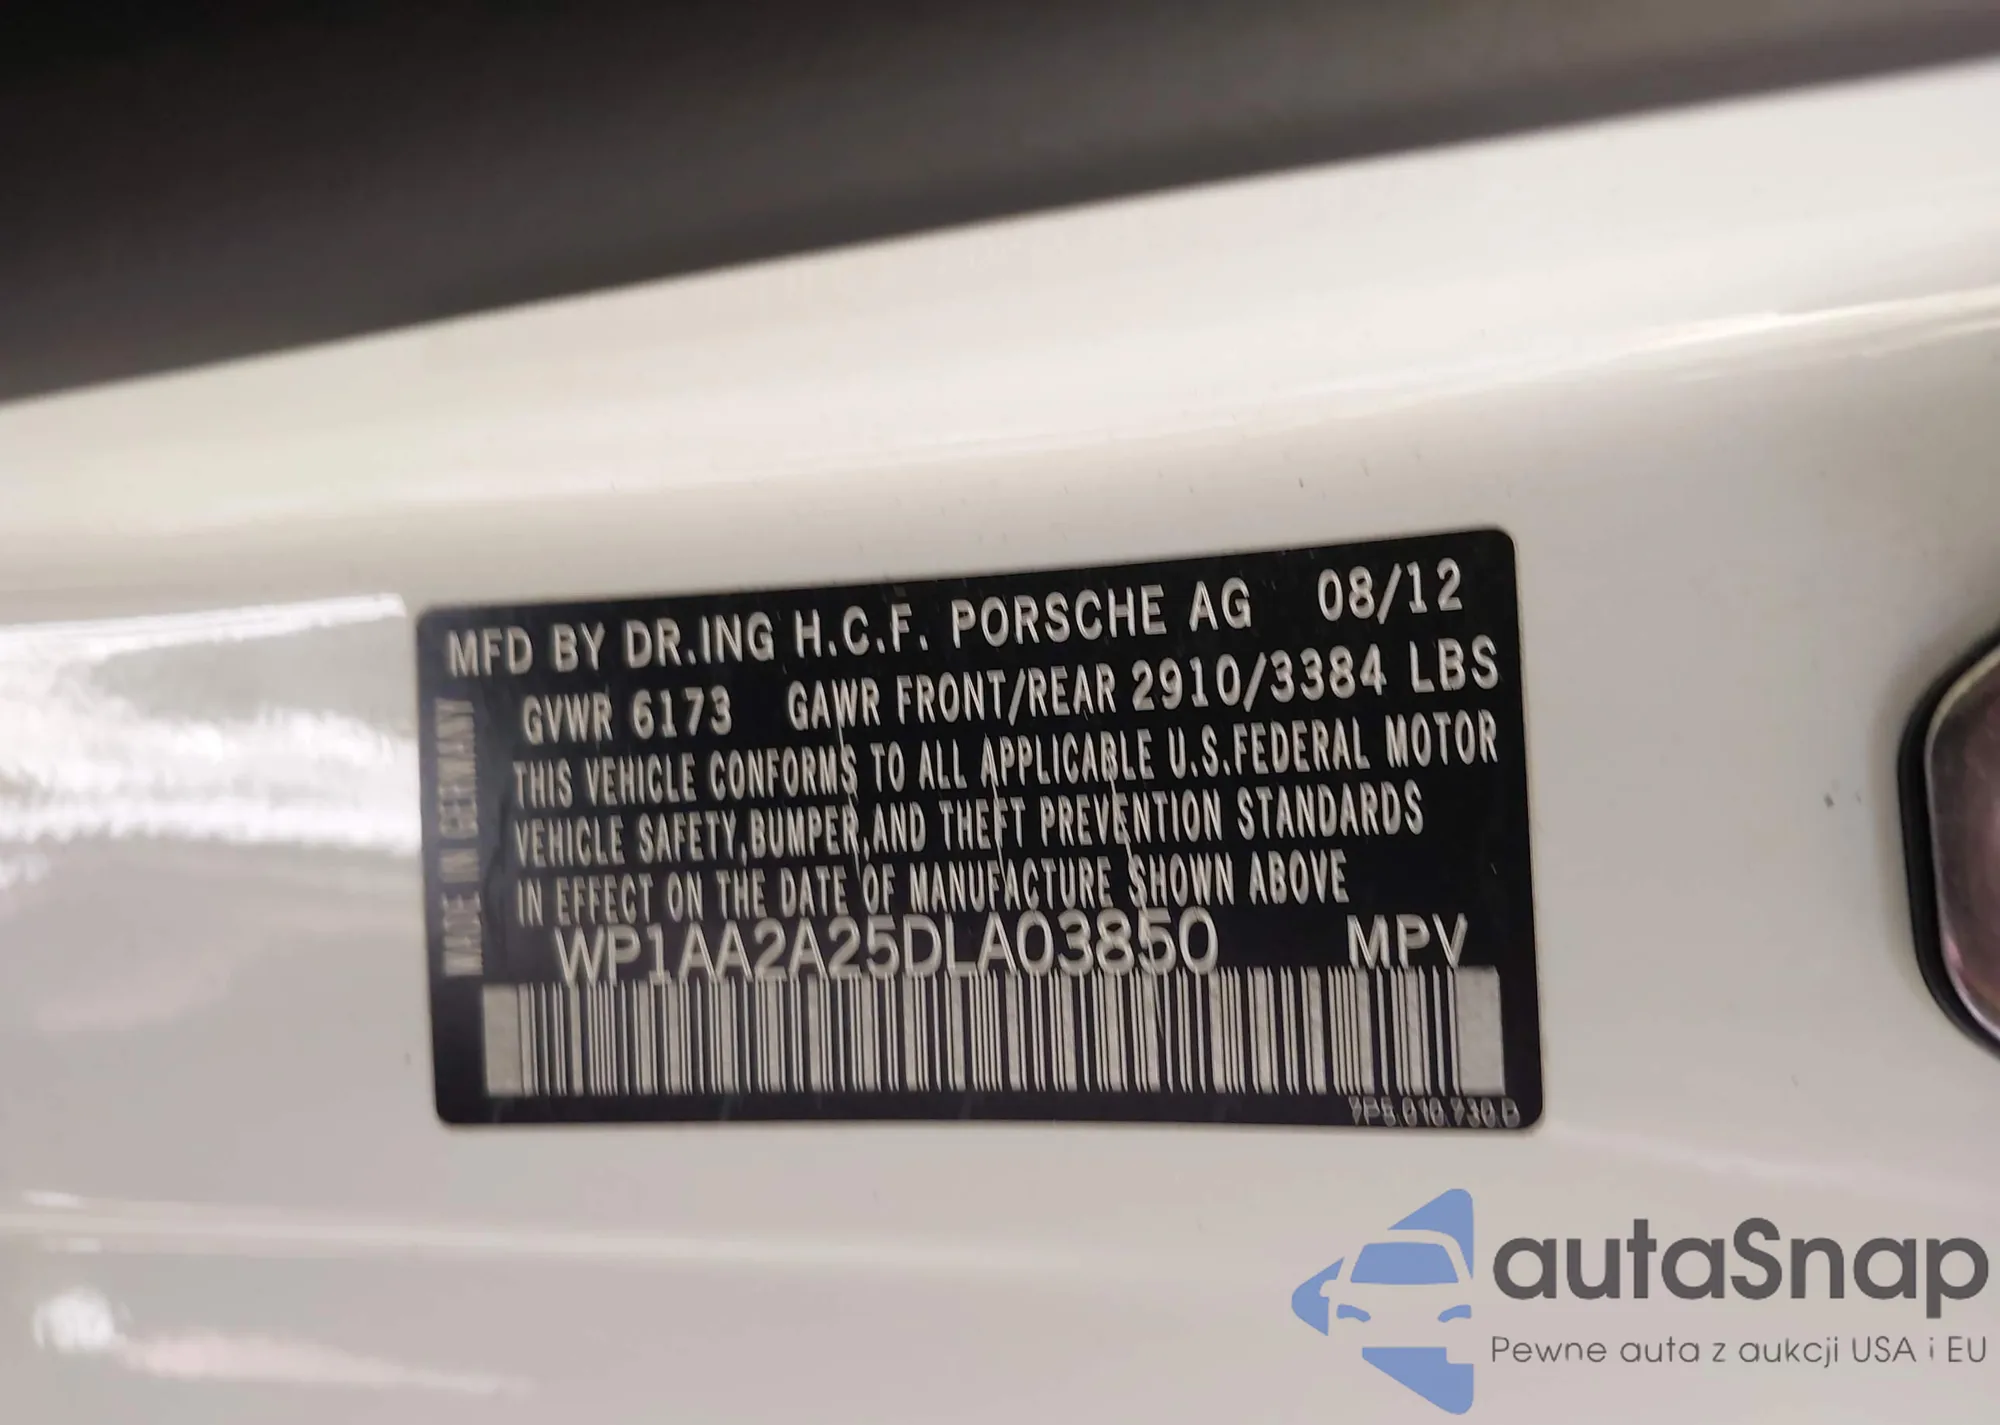 MFD BY DR.ING H.C.F. PORSCHE AG 08/12
GVWR 6173 GAWR FRONT/REAR 2910/3384 LBS
THIS VEHICLE CONFORMS TO ALL APPLICABLE U.S.FEDERAL MOTOR
VEHICLE SAFETY,BUMPER,AND THEFT PREVENTION STANDARDS
IN EFFECT ON THE DATE OF MANUFACTURE SHOWN ABOVE
WP1AA2A25DLA03850 MPV
MADE IN GERMANY
autaSnap
Pewne auta z aukcji USA i EU